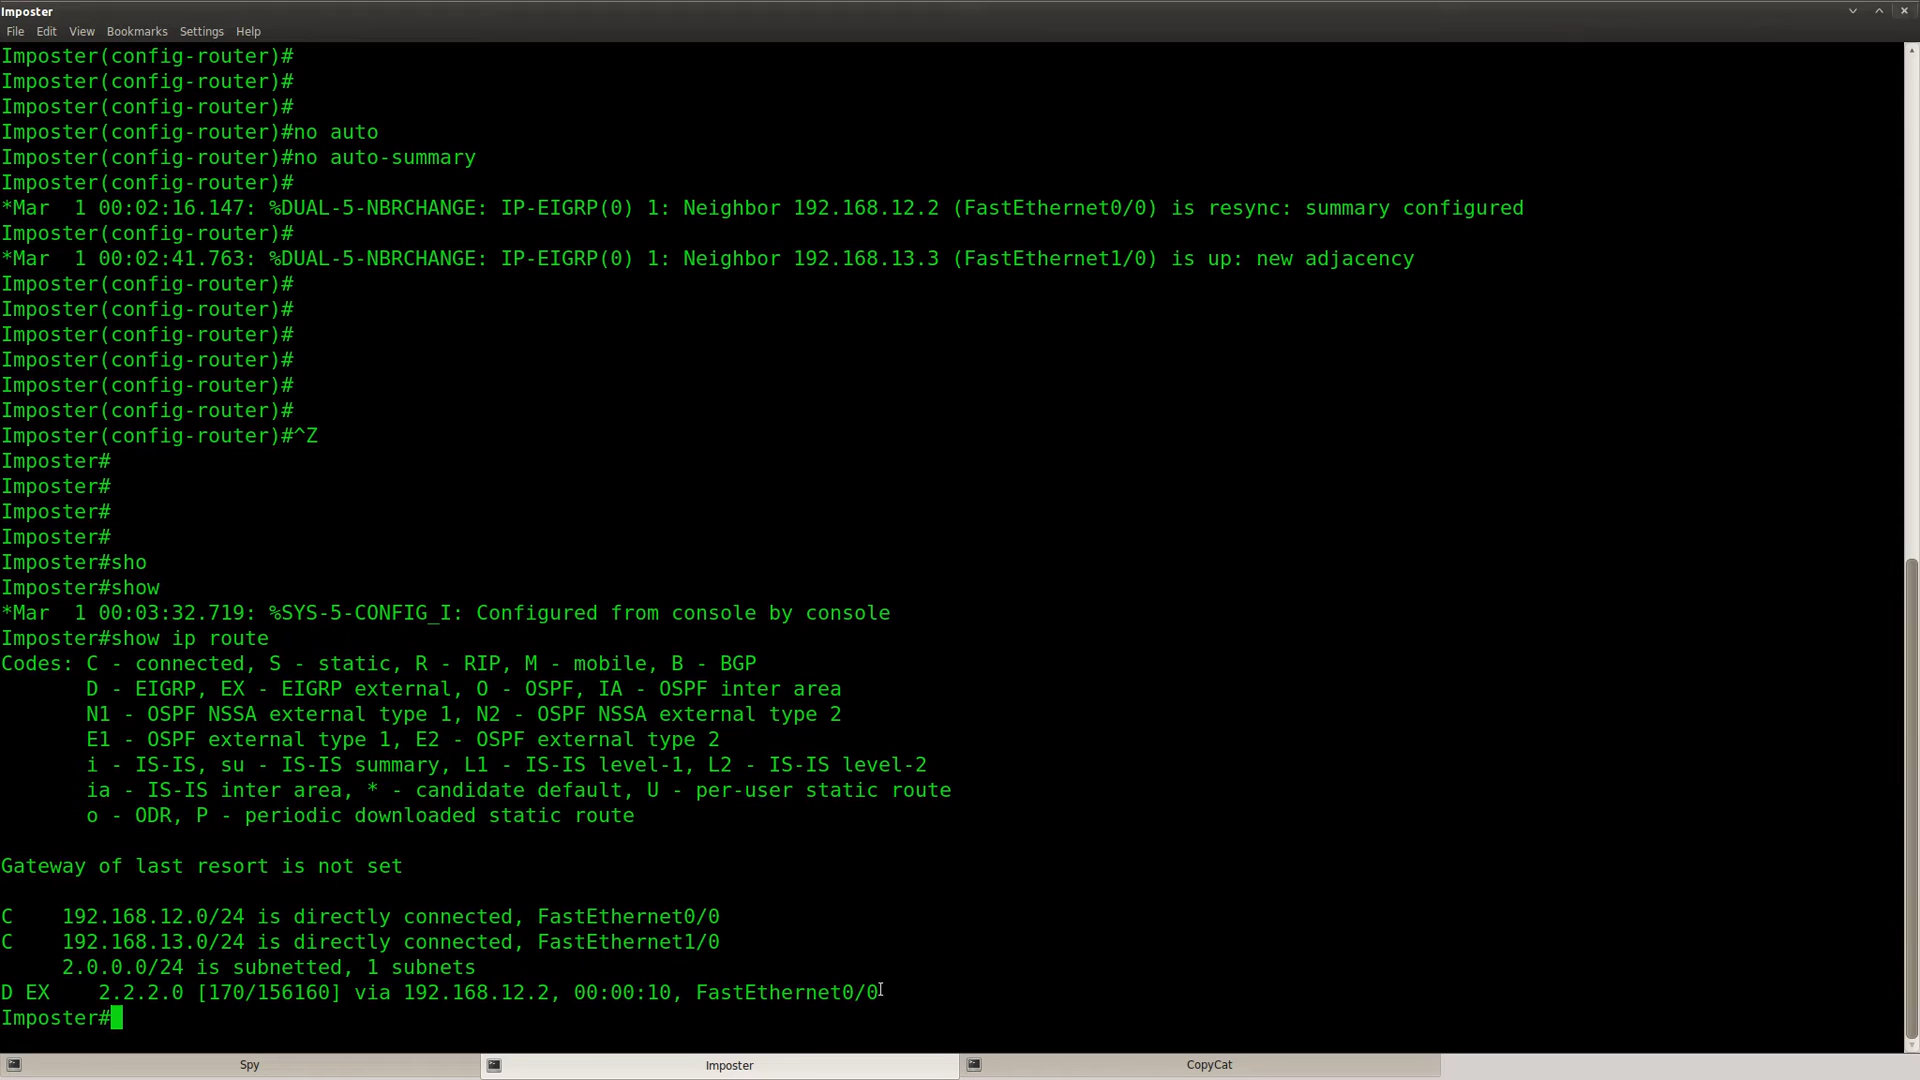 Imposter
File Edit View Bookmarks Settings Help
Imposter(config-router)#
Imposter(config-router)#
Imposter(config-router)#
Imposter(config-router)#no auto
Imposter(config-router)#no auto-summary
Imposter(config-router)#
*Mar  1 00:02:16.147: %DUAL-5-NBRCHANGE: IP-EIGRP(0) 1: Neighbor 192.168.12.2 (FastEthernet0/0) is resync: summary configured
Imposter(config-router)#
*Mar  1 00:02:41.763: %DUAL-5-NBRCHANGE: IP-EIGRP(0) 1: Neighbor 192.168.13.3 (FastEthernet1/0) is up: new adjacency
Imposter(config-router)#
Imposter(config-router)#
Imposter(config-router)#
Imposter(config-router)#
Imposter(config-router)#
Imposter(config-router)#
Imposter(config-router)#^Z
Imposter#
Imposter#
Imposter#
Imposter#
Imposter#sho
Imposter#show
*Mar  1 00:03:32.719: %SYS-5-CONFIG_I: Configured from console by console
Imposter#show ip route
Codes: C - connected, S - static, R - RIP, M - mobile, B - BGP
       D - EIGRP, EX - EIGRP external, O - OSPF, IA - OSPF inter area
       N1 - OSPF NSSA external type 1, N2 - OSPF NSSA external type 2
       E1 - OSPF external type 1, E2 - OSPF external type 2
       i - IS-IS, su - IS-IS summary, L1 - IS-IS level-1, L2 - IS-IS level-2
       ia - IS-IS inter area, * - candidate default, U - per-user static route
       o - ODR, P - periodic downloaded static route
Gateway of last resort is not set
C    192.168.12.0/24 is directly connected, FastEthernet0/0
C    192.168.13.0/24 is directly connected, FastEthernet1/0
     2.0.0.0/24 is subnetted, 1 subnets
D EX    2.2.2.0 [170/156160] via 192.168.12.2, 00:00:10, FastEthernet0/0
Imposter#
Spy Imposter CopyCat